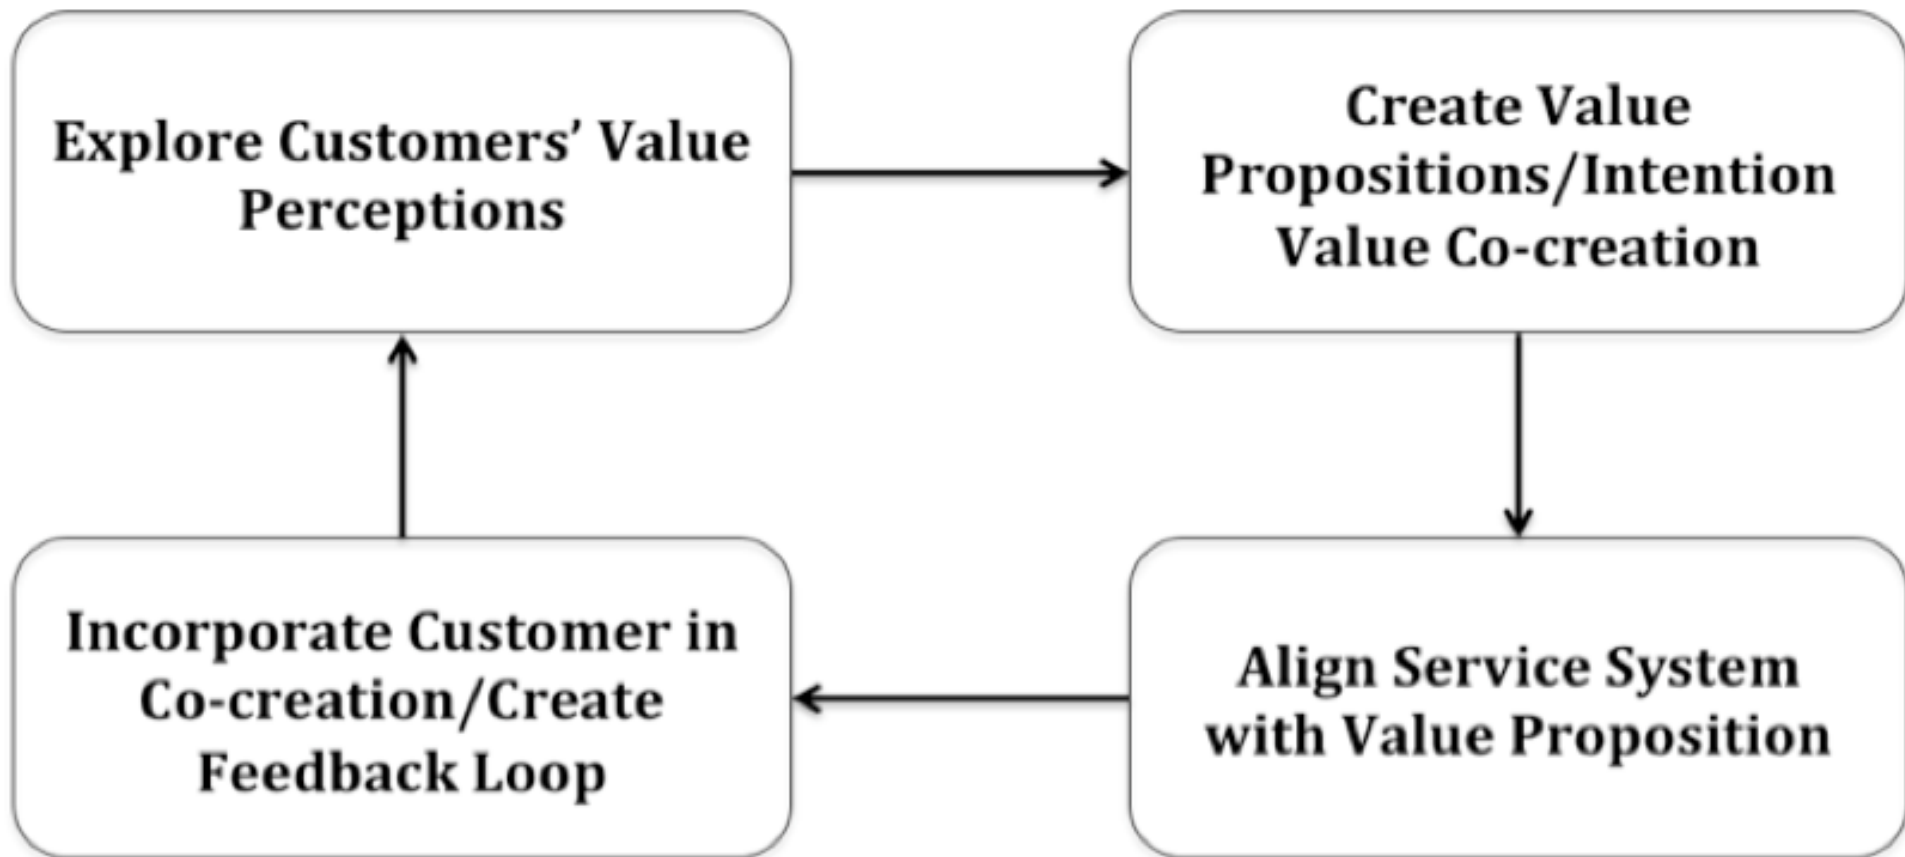 Explore Customers’ Value
Perceptions
Create Value
Propositions/Intention
Value Co-creation
Align Service System
with Value Proposition
Incorporate Customer in
Co-creation/Create
Feedback Loop